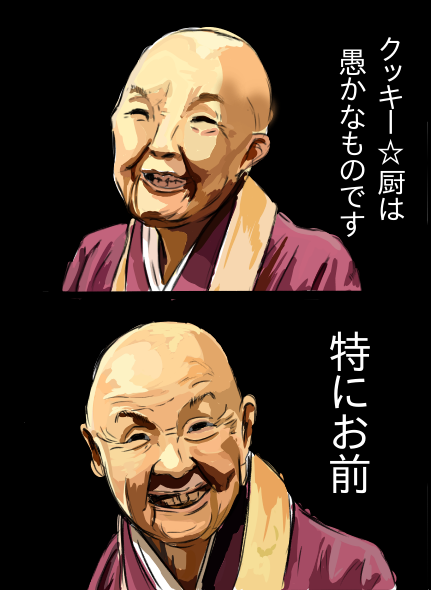 クッキー☆厨は
愚かなものです
特にお前